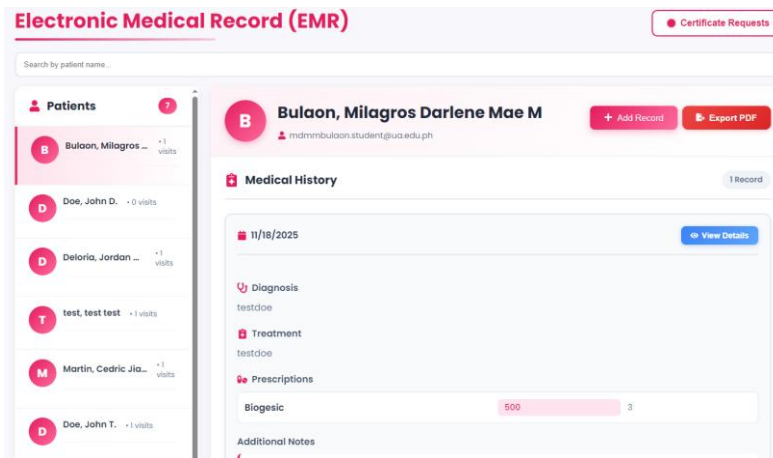 Electronic Medical Record (EMR)
Certificate Requests
Search by patient name...
Patients
7
B
Bulaon, Milagros ...
• 1 visits
D
Doe, John D.
• 0 visits
D
Deloria, Jordan ...
• 1 visits
T
test, test test
• 1 visits
M
Martin, Cedric Jia...
• 1 visits
D
Doe, John T.
• 1 visits
B
Bulaon, Milagros Darlene Mae M
mdmmbulaon.student@ua.edu.ph
+ Add Record
Export PDF
Medical History
1 Record
11/18/2025
View Details
Diagnosis
testdoe
Treatment
testdoe
Prescriptions
Biogesic
500
3
Additional Notes